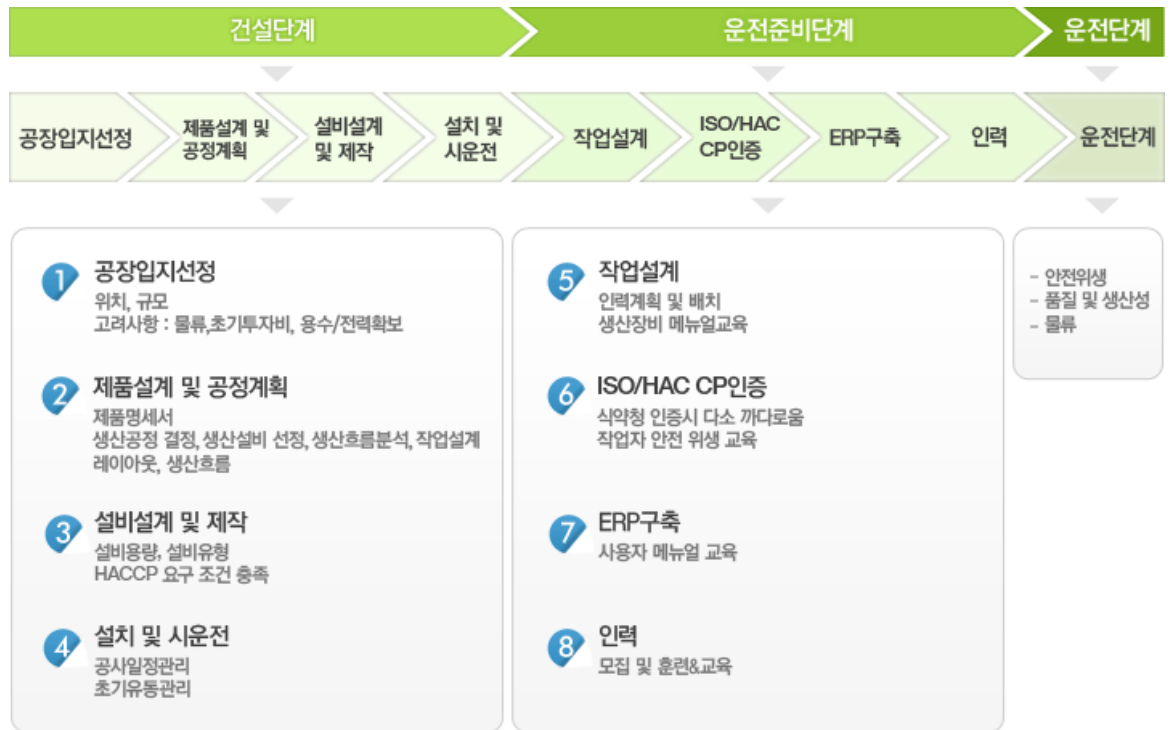 건설단계
운전준비단계
운전단계
공장입지선정
제품설계 및
공정계획
설비설계
및 제작
설치 및
시운전
작업설계
ISO/HAC
CP인증
ERP구축
인력
운전단계
1 공장입지선정
위치, 규모
고려사항 : 물류,초기투자비, 용수/전력확보
2 제품설계 및 공정계획
제품명세서
생산공정 결정, 생산설비 선정, 생산흐름분석, 작업설계
레이아웃, 생산흐름
3 설비설계 및 제작
설비용량, 설비유형
HACCP 요구 조건 충족
4 설치 및 시운전
공사일정관리
초기유동관리
5 작업설계
인력계획 및 배치
생산장비 메뉴얼교육
6 ISO/HAC CP인증
식약청 인증시 다소 까다로움
작업자 안전 위생 교육
7 ERP구축
사용자 메뉴얼 교육
8 인력
모집 및 훈련&교육
- 안전위생
- 품질 및 생산성
- 물류